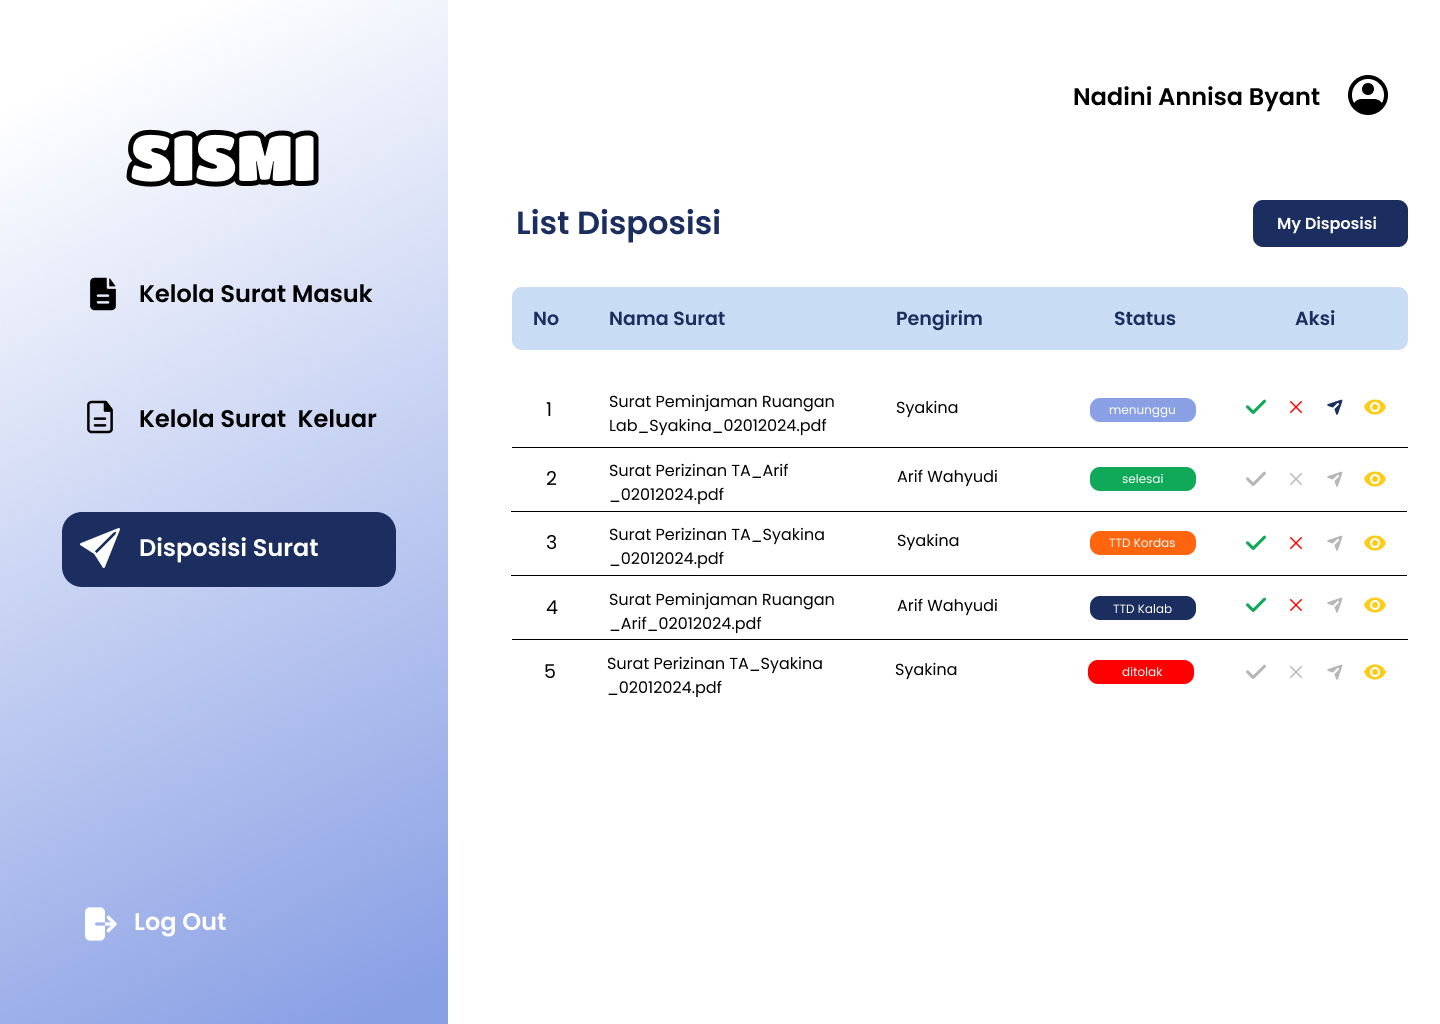 SISMI
Kelola Surat Masuk
Kelola Surat  Keluar
Disposisi Surat
Log Out
Nadini Annisa Byant
List Disposisi
My Disposisi
No Nama Surat Pengirim Status Aksi
1 Surat Peminjaman Ruangan Syakina menunggu
Lab_Syakina_02012024.pdf
2 Surat Perizinan TA_Arif Arif Wahyudi selesai
_02012024.pdf
3 Surat Perizinan TA_Syakina Syakina TTD Kordas
_02012024.pdf
4 Surat Peminjaman Ruangan Arif Wahyudi TTD Kalab
_Arif_02012024.pdf
5 Surat Perizinan TA_Syakina Syakina ditolak
_02012024.pdf